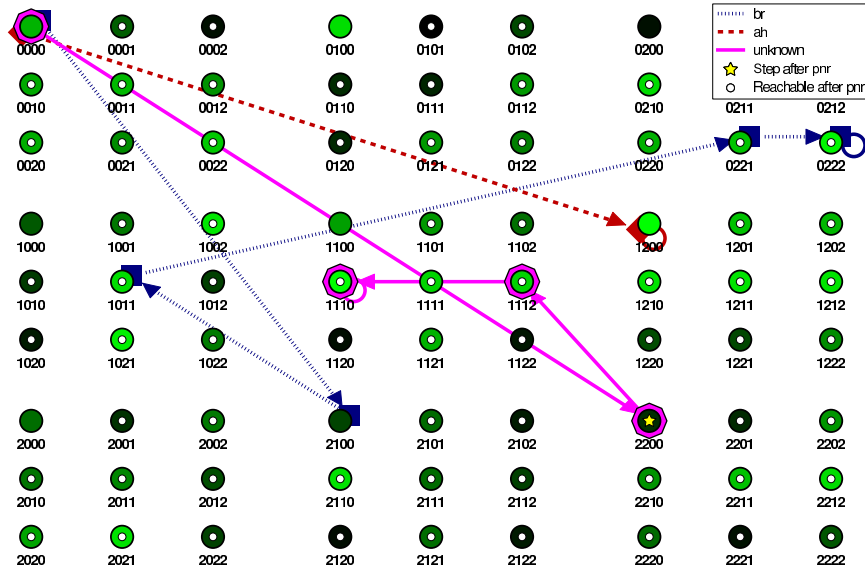 br
ah
unknown
Step after pnr
Reachable after pnr
0000 0001 0002 0100 0101 0102 0200
0010 0011 0012 0110 0111 0112 0210 0211 0212
0020 0021 0022 0120 0121 0122 0220 0221 0222
1000 1001 1002 1100 1101 1102 1200 1201 1202
1010 1011 1012 1110 1111 1112 1210 1211 1212
1020 1021 1022 1120 1121 1122 1220 1221 1222
2000 2001 2002 2100 2101 2102 2200 2201 2202
2010 2011 2012 2110 2111 2112 2210 2211 2212
2020 2021 2022 2120 2121 2122 2220 2221 2222